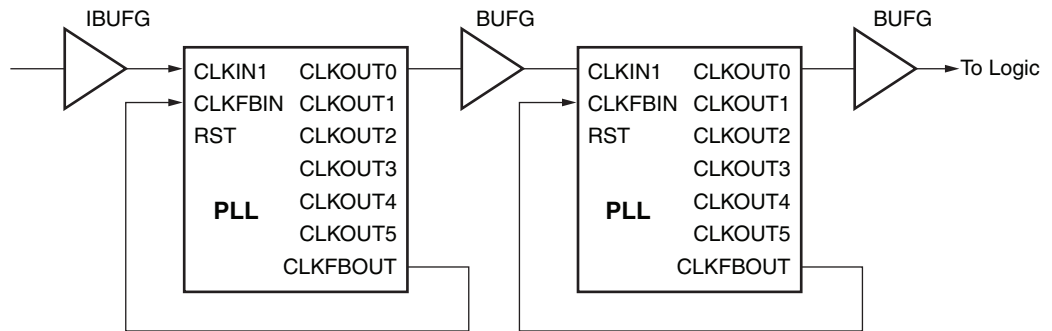 IBUFG
BUFG
BUFG
CLKIN1 CLKOUT0
CLKFBIN CLKOUT1
RST CLKOUT2
CLKOUT3
PLL CLKOUT4
CLKOUT5
CLKFBOUT
CLKIN1 CLKOUT0
CLKFBIN CLKOUT1
RST CLKOUT2
CLKOUT3
PLL CLKOUT4
CLKOUT5
CLKFBOUT
To Logic